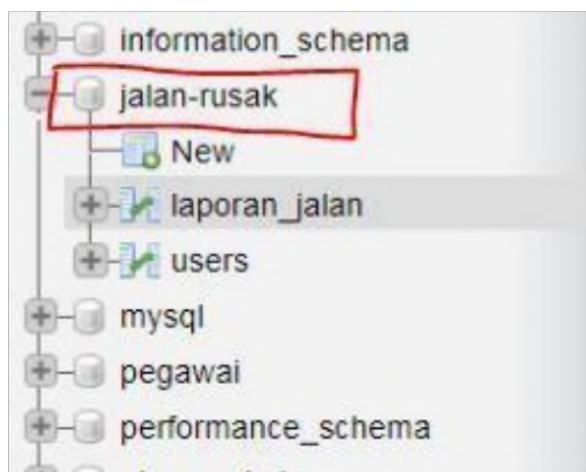 information_schema
jalan-rusak
New
laporan_jalan
users
mysql
pegawai
performance_schema